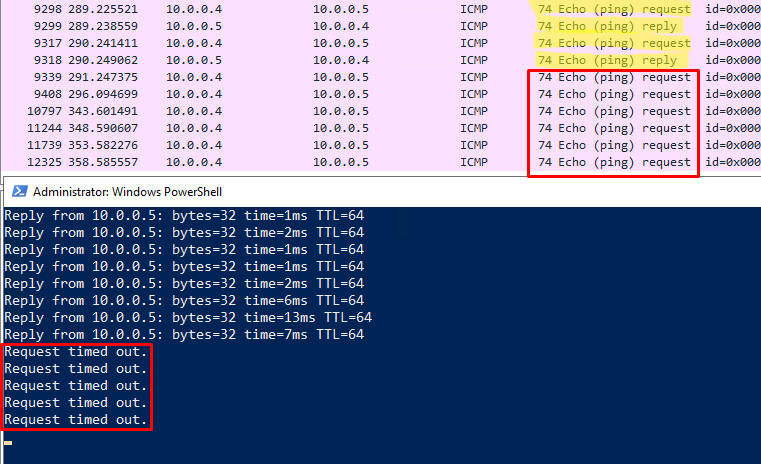 9298 289.225521 10.0.0.4 10.0.0.5 ICMP 74 Echo (ping) request id=0x000
9299 289.238559 10.0.0.5 10.0.0.4 ICMP 74 Echo (ping) reply id=0x000
9317 290.241411 10.0.0.4 10.0.0.5 ICMP 74 Echo (ping) request id=0x000
9318 290.249062 10.0.0.5 10.0.0.4 ICMP 74 Echo (ping) reply id=0x000
9339 291.247375 10.0.0.4 10.0.0.5 ICMP 74 Echo (ping) request id=0x000
9408 296.094699 10.0.0.4 10.0.0.5 ICMP 74 Echo (ping) request id=0x000
10797 343.601491 10.0.0.4 10.0.0.5 ICMP 74 Echo (ping) request id=0x000
11244 348.590607 10.0.0.4 10.0.0.5 ICMP 74 Echo (ping) request id=0x000
11739 353.582276 10.0.0.4 10.0.0.5 ICMP 74 Echo (ping) request id=0x000
12325 358.585557 10.0.0.4 10.0.0.5 ICMP 74 Echo (ping) request id=0x000
Administrator: Windows PowerShell
Reply from 10.0.0.5: bytes=32 time=1ms TTL=64
Reply from 10.0.0.5: bytes=32 time=2ms TTL=64
Reply from 10.0.0.5: bytes=32 time=1ms TTL=64
Reply from 10.0.0.5: bytes=32 time=1ms TTL=64
Reply from 10.0.0.5: bytes=32 time=2ms TTL=64
Reply from 10.0.0.5: bytes=32 time=6ms TTL=64
Reply from 10.0.0.5: bytes=32 time=13ms TTL=64
Reply from 10.0.0.5: bytes=32 time=7ms TTL=64
Request timed out.
Request timed out.
Request timed out.
Request timed out.
Request timed out.